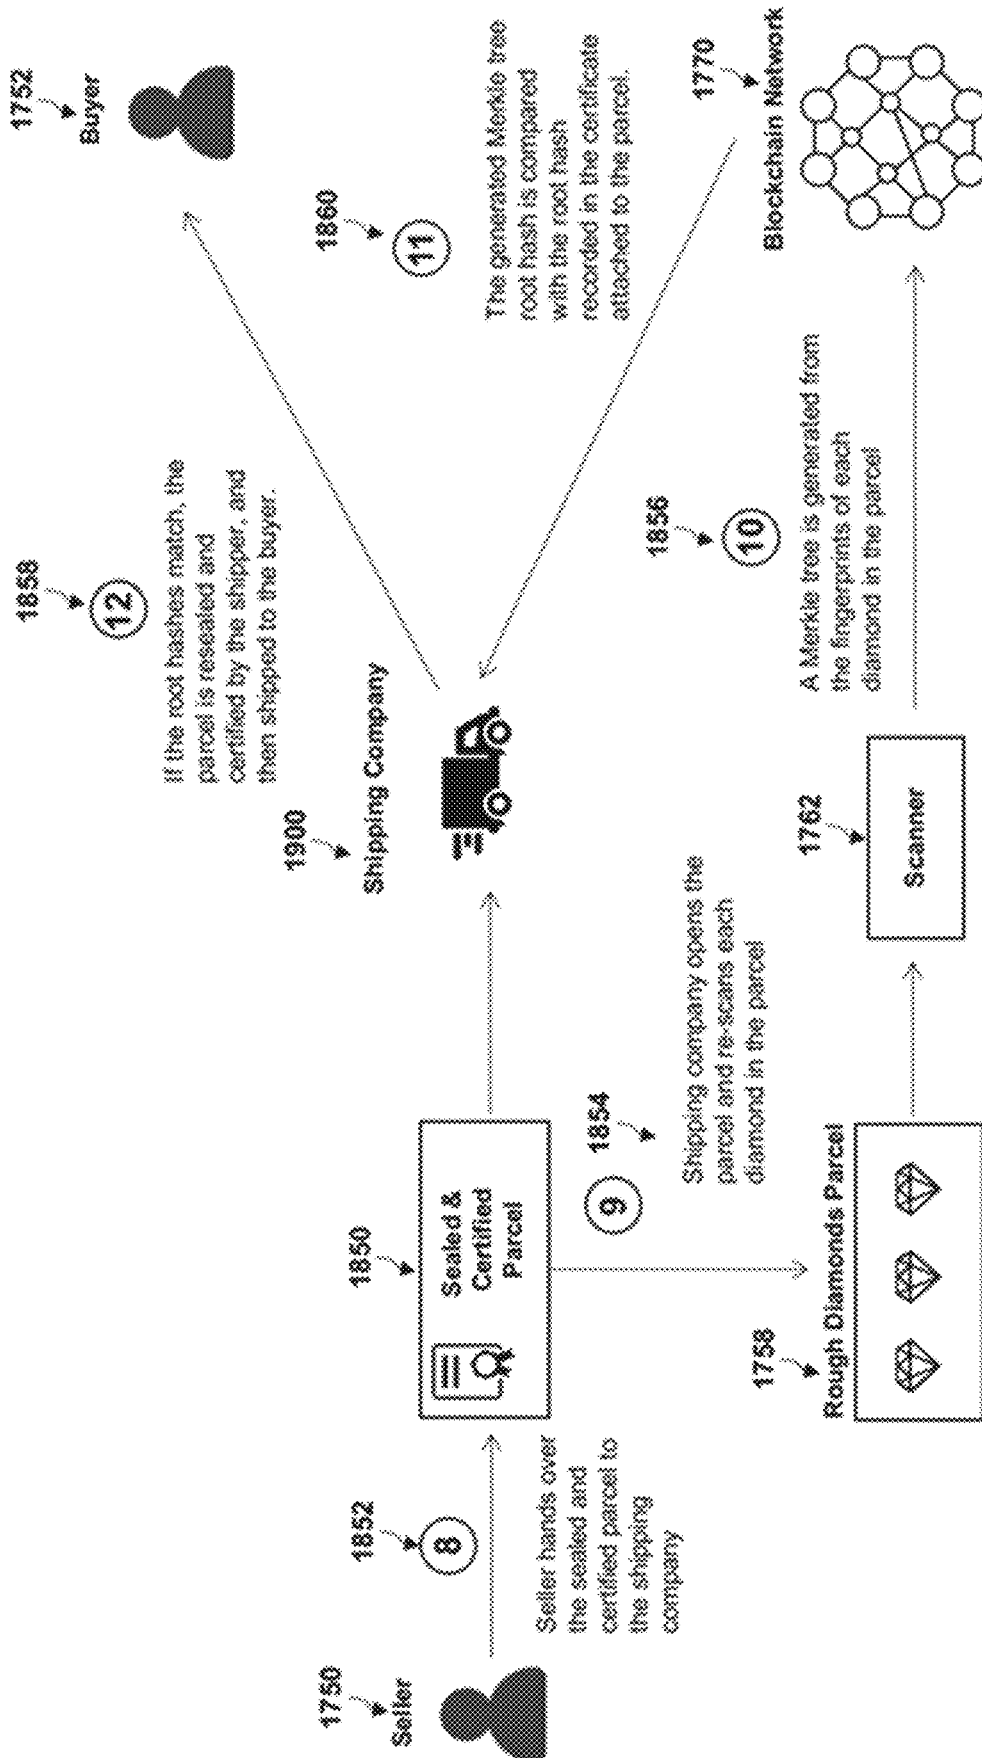 1750
Seller
1852
8
Seller hands over
the sealed and
certified parcel to
the shipping
company
1850
Sealed &
Certified
Parcel
9
1854
Shipping company opens the
parcel and re-scans each
diamond in the parcel
1758
Rough Diamonds Parcel
1762
Scanner
1856
10
A Merkle tree is generated from
the fingerprints of each
diamond in the parcel
1770
Blockchain Network
1860
11
The generated Merkle tree
root hash is compared
with the root hash
recorded in the certificate
attached to the parcel.
1900
Shipping Company
1858
12
If the root hashes match, the
parcel is resealed and
certified by the shipper, and
then shipped to the buyer.
1752
Buyer